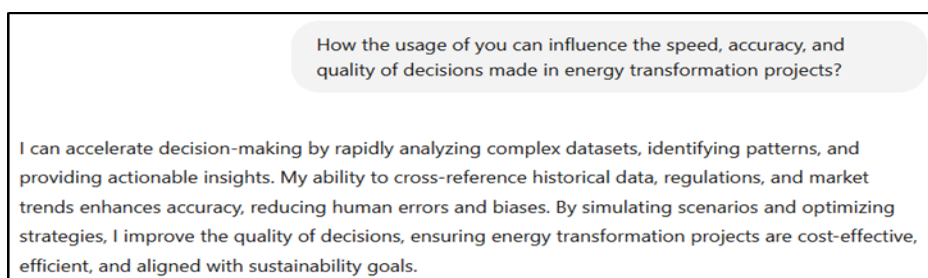 How the usage of you can influence the speed, accuracy, and
quality of decisions made in energy transformation projects?
I can accelerate decision-making by rapidly analyzing complex datasets, identifying patterns, and
providing actionable insights. My ability to cross-reference historical data, regulations, and market
trends enhances accuracy, reducing human errors and biases. By simulating scenarios and optimizing
strategies, I improve the quality of decisions, ensuring energy transformation projects are cost-effective,
efficient, and aligned with sustainability goals.